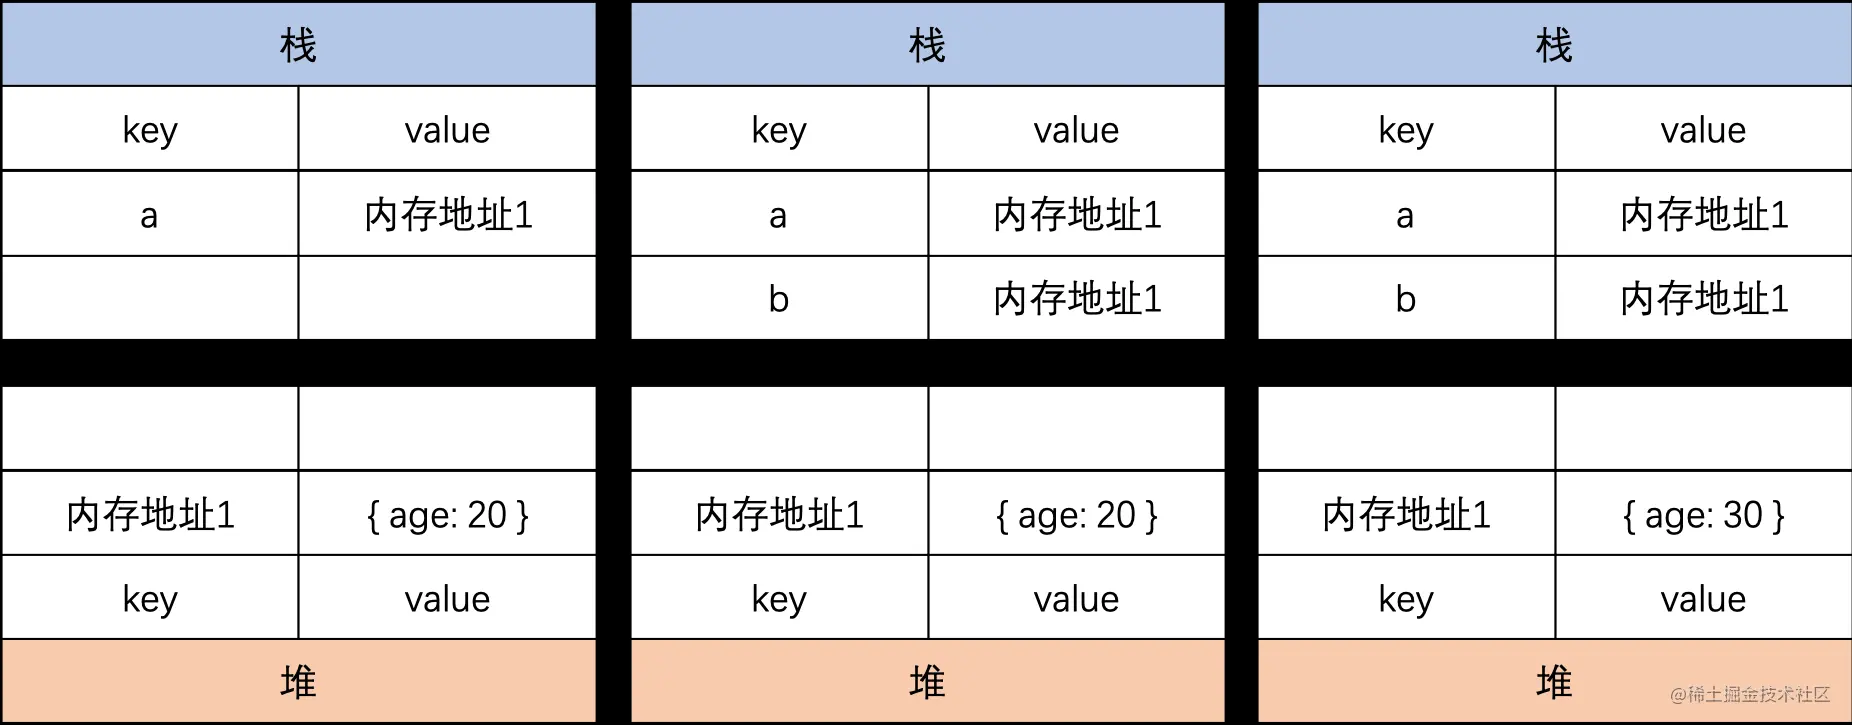 栈 栈 栈
key value key value key value
a 内存地址1 a 内存地址1 a 内存地址1
b 内存地址1 b 内存地址1
内存地址1 { age: 20 } 内存地址1 { age: 20 } 内存地址1 { age: 30 }
key value key value key value
堆 堆 堆
@稀土掘金技术社区